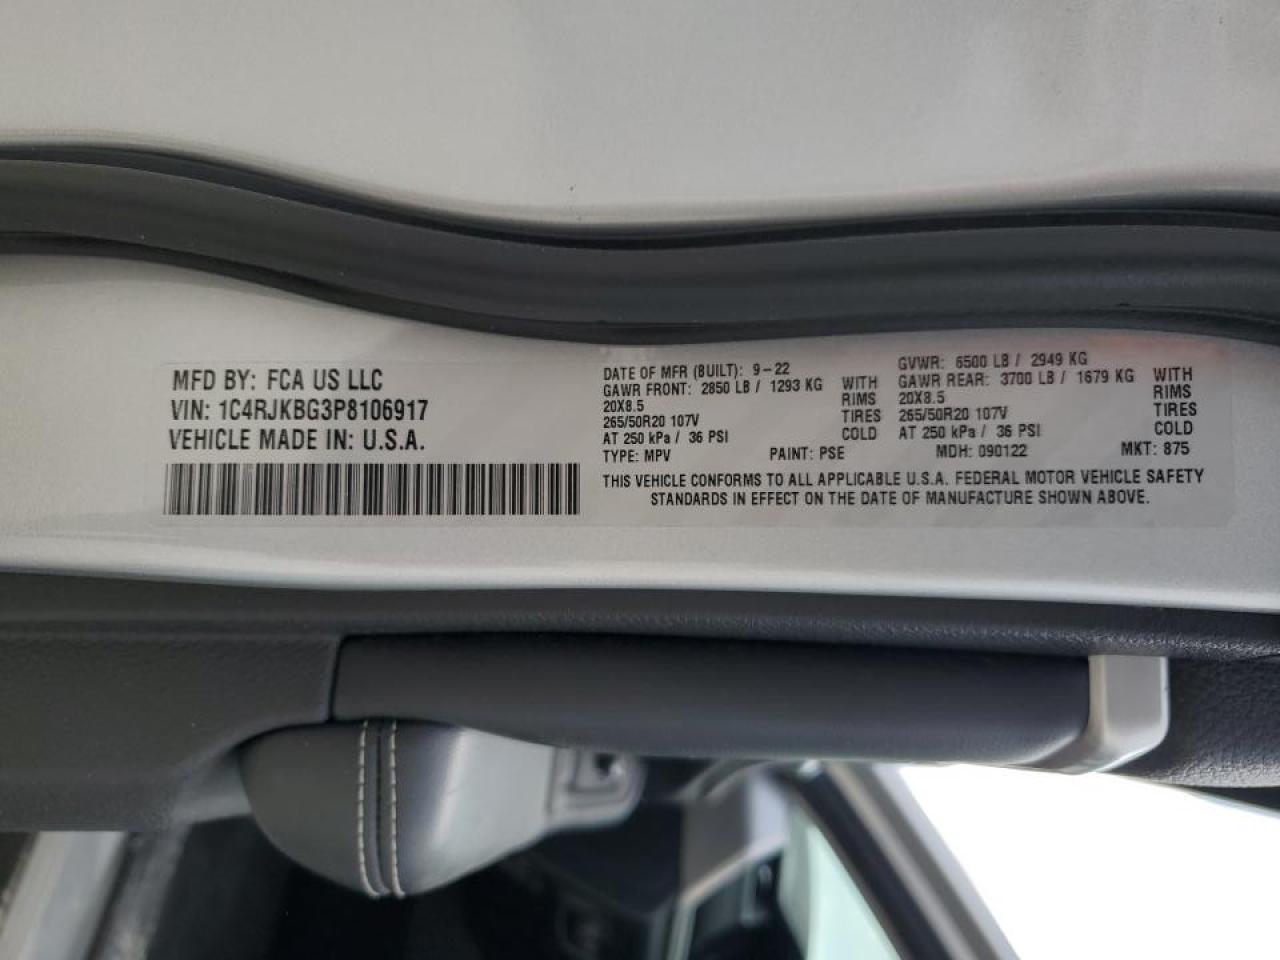 MFD BY: FCA US LLC
VIN: 1C4RJKBG3P8106917
VEHICLE MADE IN: U.S.A.
DATE OF MFR (BUILT): 9-22
GAWR FRONT: 2850 LB / 1293 KG WITH
20X8.5 RIMS
265/50R20 107V TIRES
AT 250 kPa / 36 PSI COLD
GVWR: 6500 LB / 2949 KG
GAWR REAR: 3700 LB / 1679 KG WITH
20X8.5 RIMS
265/50R20 107V TIRES
AT 250 kPa / 36 PSI COLD
TYPE: MPV PAINT: PSE MDH: 090122 MKT: 875
THIS VEHICLE CONFORMS TO ALL APPLICABLE U.S.A. FEDERAL MOTOR VEHICLE SAFETY
STANDARDS IN EFFECT ON THE DATE OF MANUFACTURE SHOWN ABOVE.